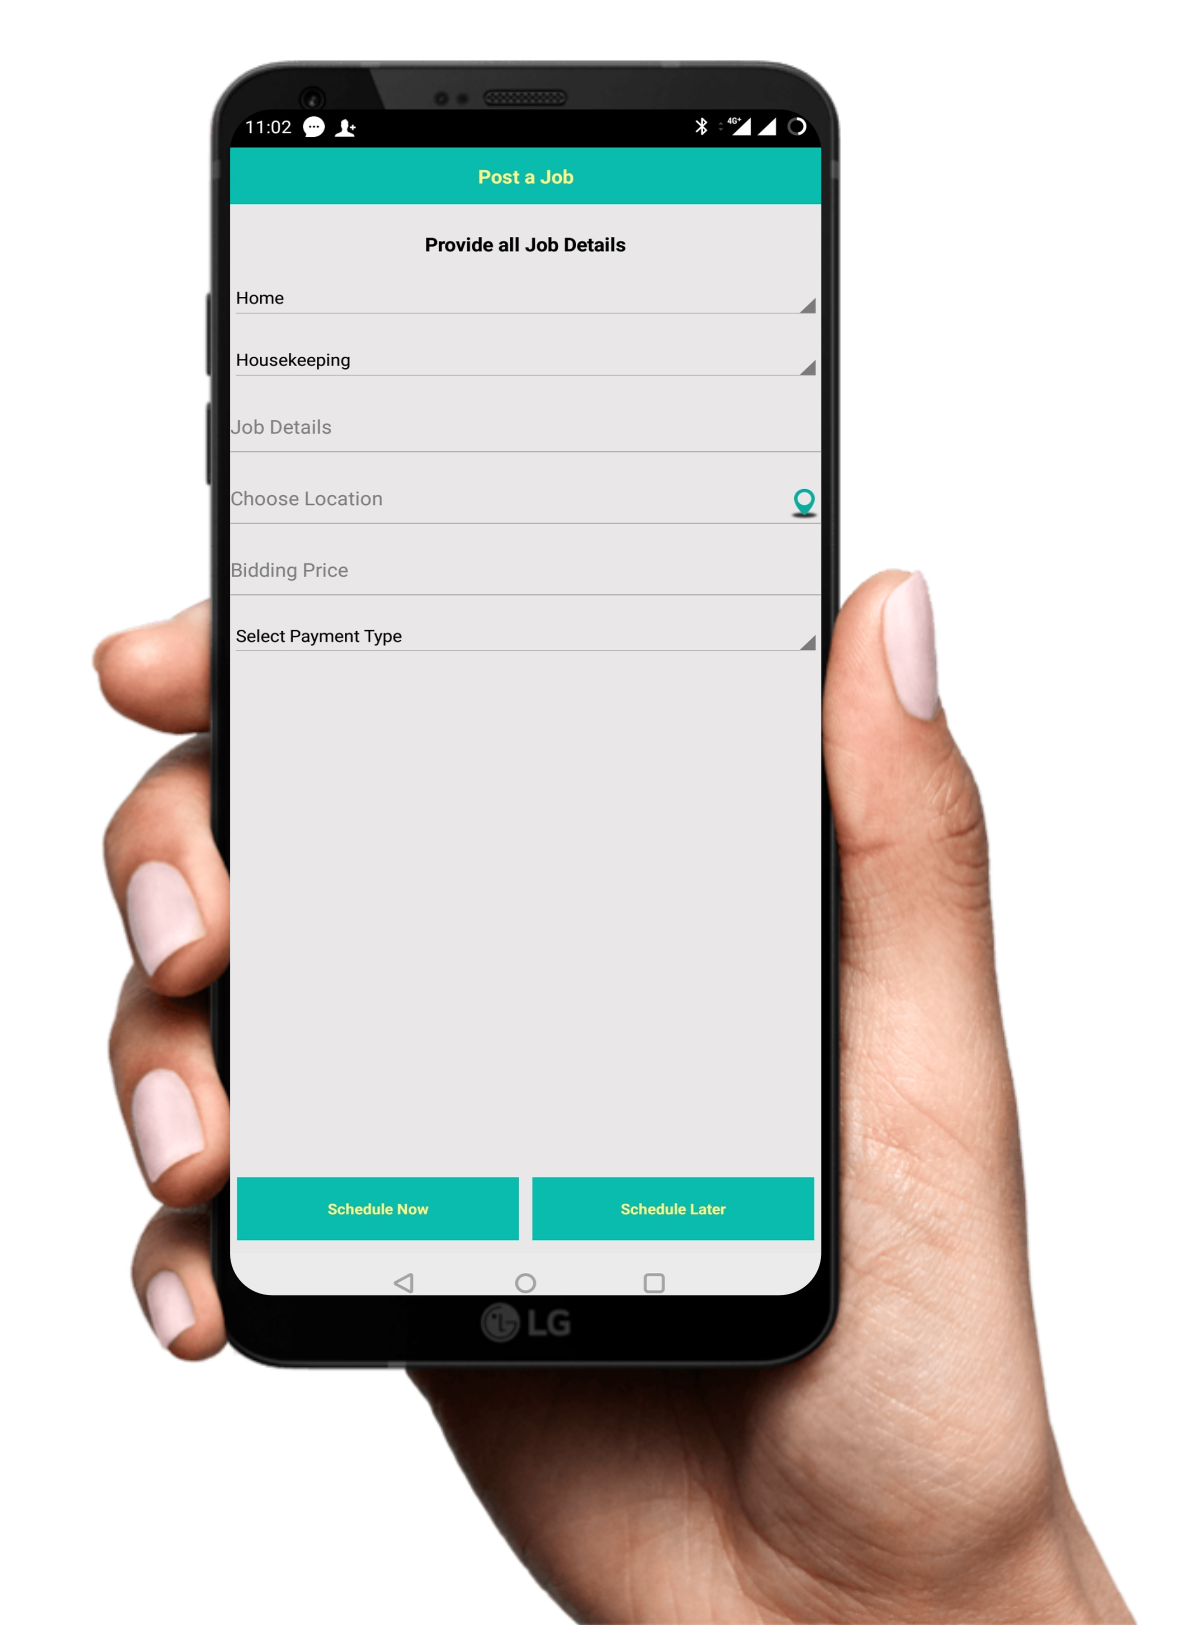 11:02
4G+
Post a Job
Provide all Job Details
Home
Housekeeping
Job Details
Choose Location
Bidding Price
Select Payment Type
Schedule Now Schedule Later
LG